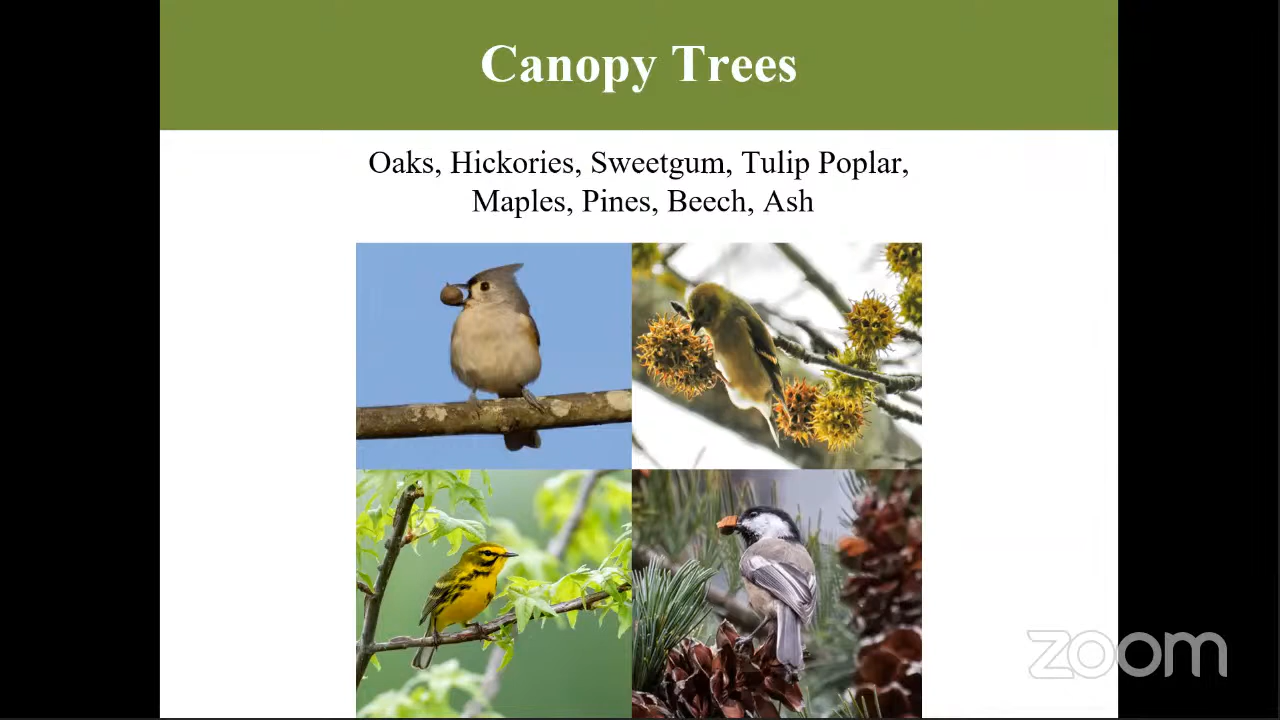 Canopy Trees
Oaks, Hickories, Sweetgum, Tulip Poplar,
Maples, Pines, Beech, Ash
zoom